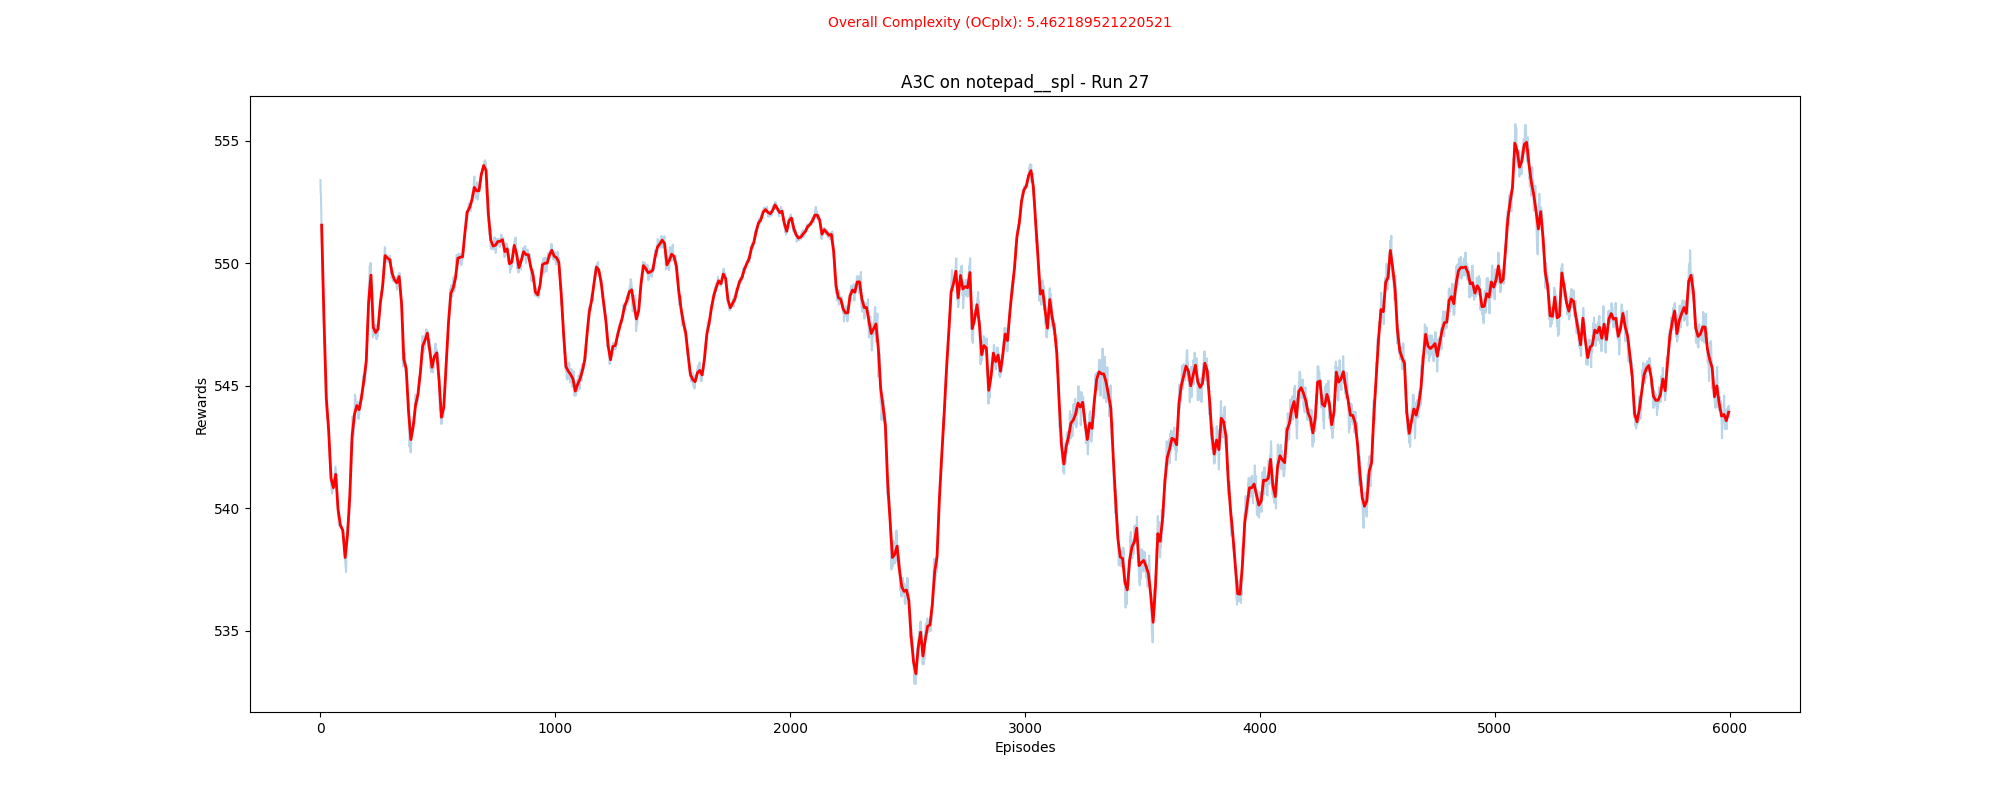 Overall Complexity (OCplx): 5.462189521220521
A3C on notepad__spl - Run 27
555
550
545
540
535
Rewards
0 1000 2000 3000 4000 5000 6000
Episodes